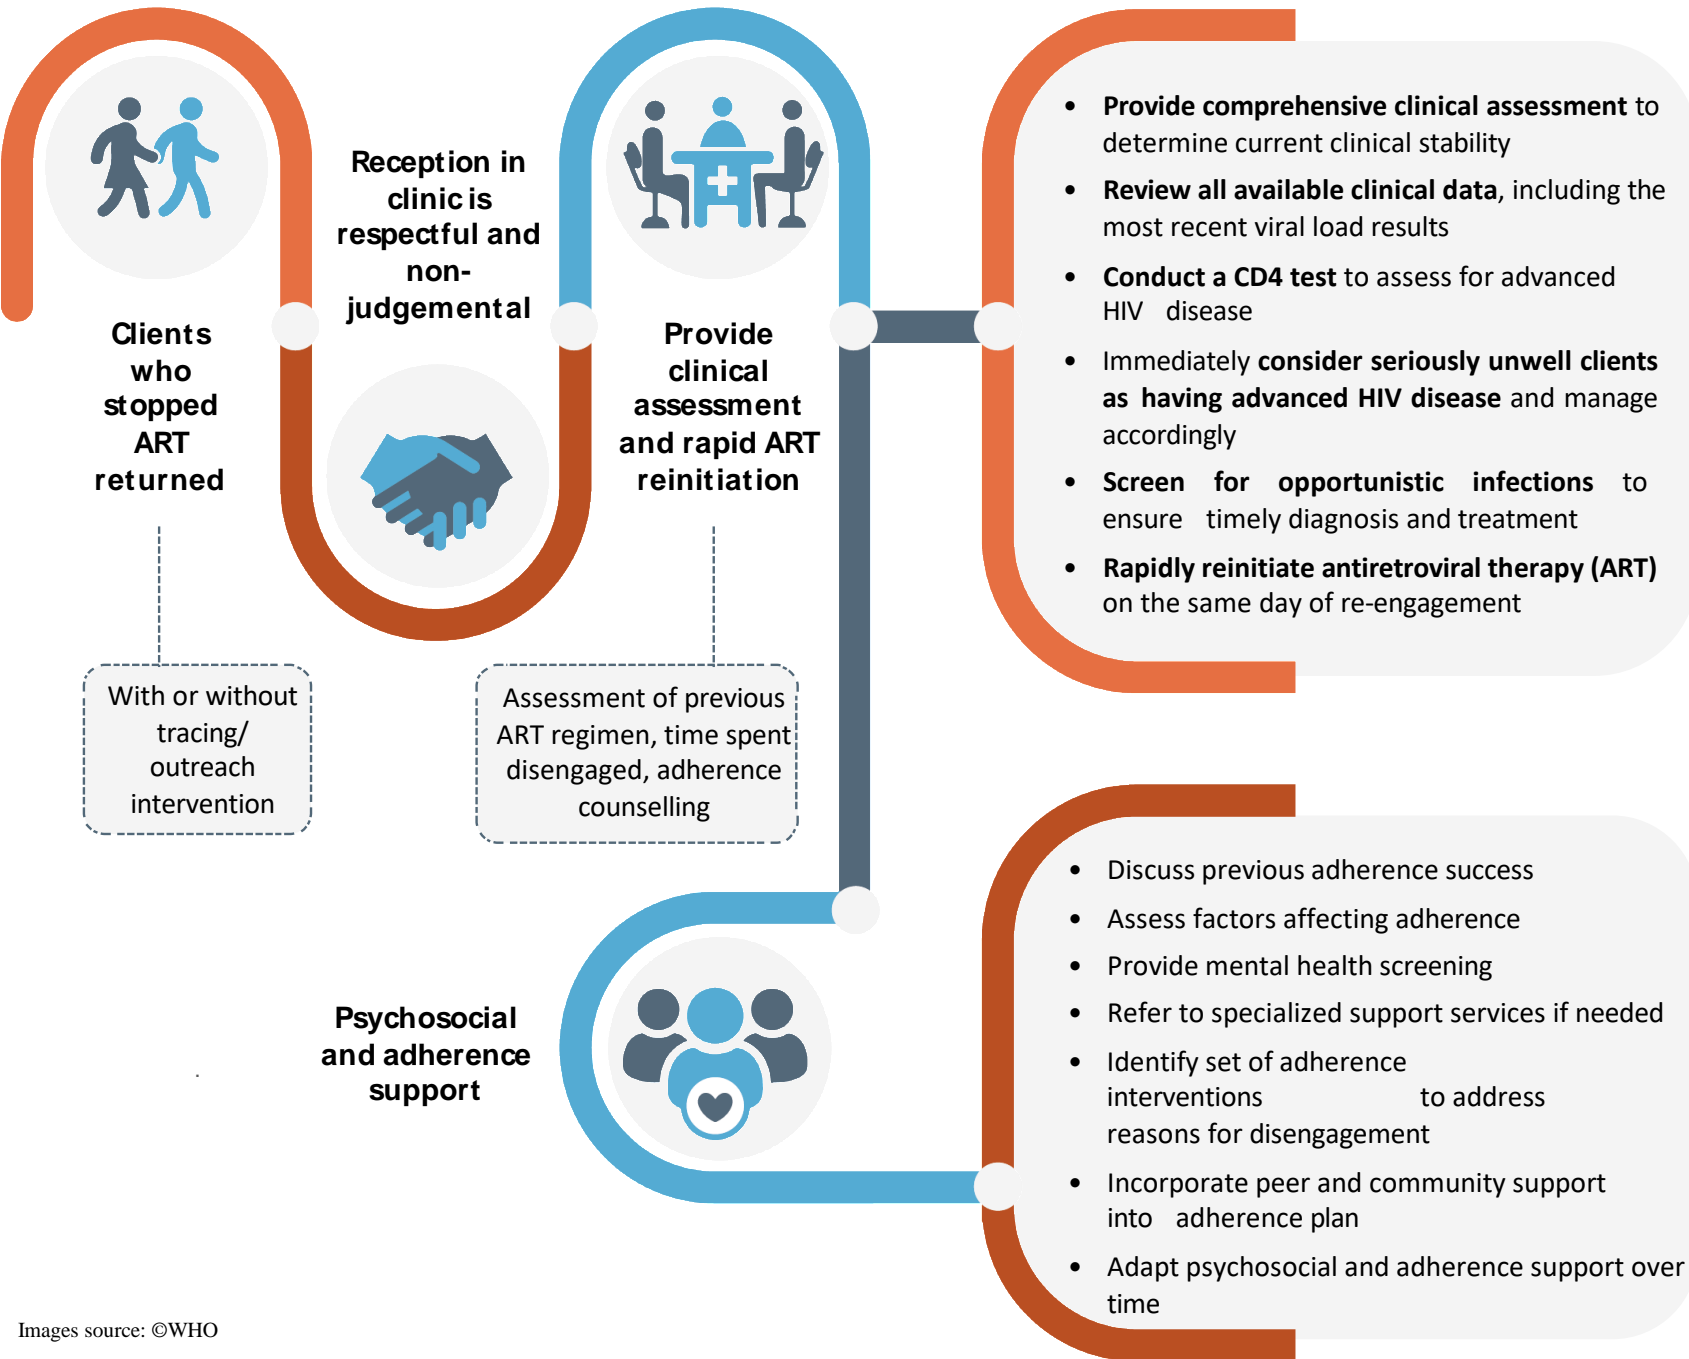 Clients
who
stopped
ART
returned
With or without
tracing/
outreach
intervention
Reception in
clinic is
respectful and
non-
judgemental
Provide
clinical
assessment
and rapid ART
reinitiation
Assessment of previous
ART regimen, time spent
disengaged, adherence
counselling
• Provide comprehensive clinical assessment to
determine current clinical stability
• Review all available clinical data, including the
most recent viral load results
• Conduct a CD4 test to assess for advanced
HIV disease
• Immediately consider seriously unwell clients
as having advanced HIV disease and manage
accordingly
• Screen for opportunistic infections to
ensure timely diagnosis and treatment
• Rapidly reinitiate antiretroviral therapy (ART)
on the same day of re-engagement
Psychosocial
and adherence
support
• Discuss previous adherence success
• Assess factors affecting adherence
• Provide mental health screening
• Refer to specialized support services if needed
• Identify set of adherence
interventions to address
reasons for disengagement
• Incorporate peer and community support
into adherence plan
• Adapt psychosocial and adherence support over
time
.
Images source: ©WHO